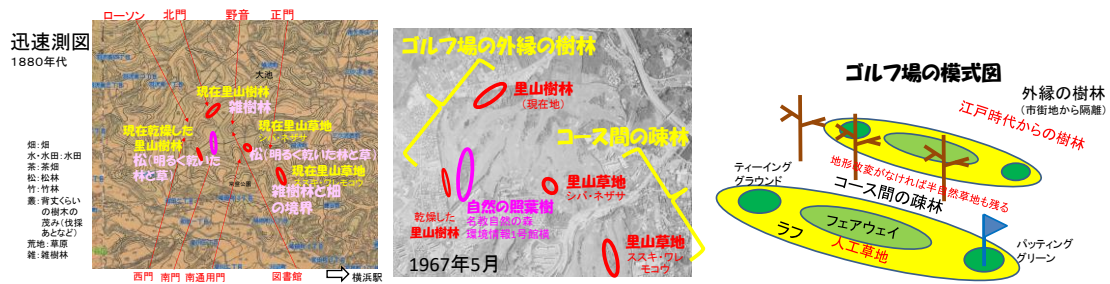 迅速測図
1880年代
ローソン
北門
野音
正門
大池
現在里山樹林
雑樹林
現在乾燥した
里山樹林
松(明るく乾いた
林と草)
現在里山草地
シバ・ネザサ
松(明るく乾いた林と草)
現在里山草地
ススキ・ワレモコウ
雑樹林と畑
の境界
畑:畑
水・水田:水田
茶:茶畑
松:松林
竹:竹林
叢:背丈くらい
の樹木の
茂み(伐採
あとなど)
荒地:草原
雑:雑樹林
西門
南門
南通用門
図書館
横浜駅
ゴルフ場の外縁の樹林
里山樹林
(現在地)
コース間の疎林
里山草地
シバ・ネザサ
自然の照葉樹
名教自然の森
環境情報1号館横
乾燥した
里山樹林
里山草地
ススキ・ワレ
モコウ
1967年5月
ゴルフ場の模式図
外縁の樹林
(市街地から隔離)
江戸時代からの樹林
地形改変がなければ半自然草地も残る
ティーイング
グラウンド
コース間の疎林
フェアウェイ
ラフ
人工草地
パッティング
グリーン